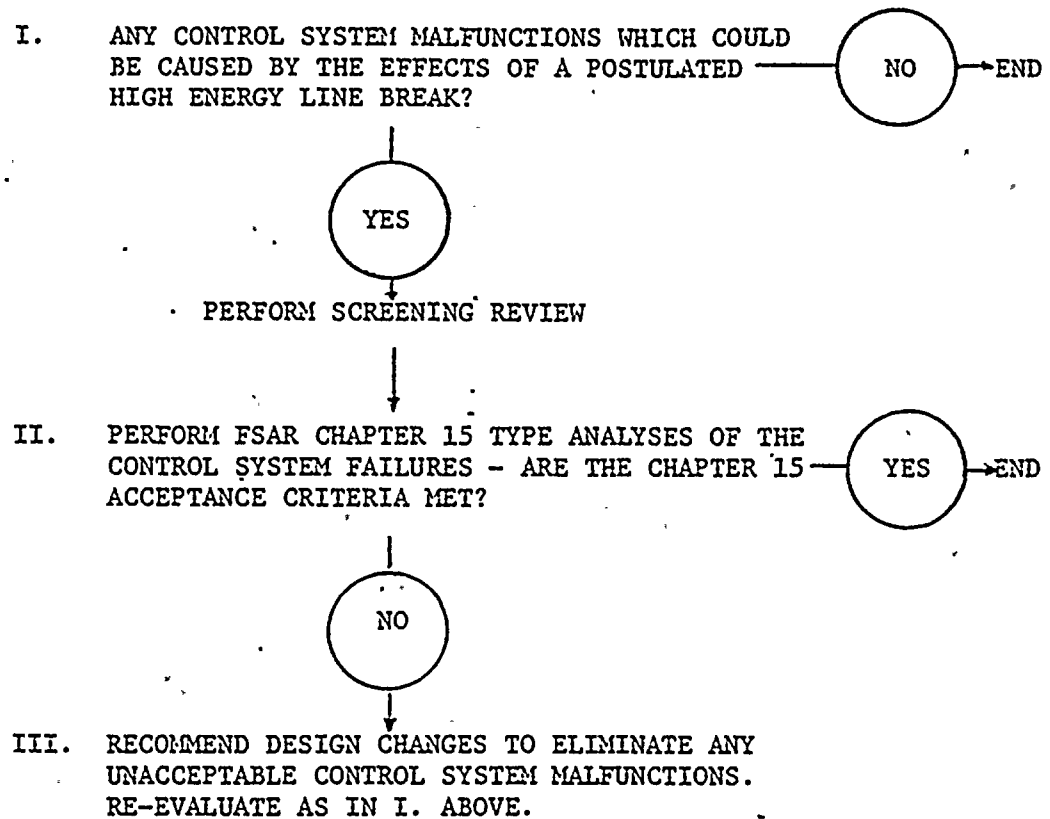 I. ANY CONTROL SYSTEM MALFUNCTIONS WHICH COULD
BE CAUSED BY THE EFFECTS OF A POSTULATED
HIGH ENERGY LINE BREAK?
NO
END
YES
PERFORM SCREENING REVIEW
II. PERFORM FSAR CHAPTER 15 TYPE ANALYSES OF THE
CONTROL SYSTEM FAILURES - ARE THE CHAPTER 15
ACCEPTANCE CRITERIA MET?
YES
END
NO
III. RECOMMEND DESIGN CHANGES TO ELIMINATE ANY
UNACCEPTABLE CONTROL SYSTEM MALFUNCTIONS.
RE-EVALUATE AS IN I. ABOVE.